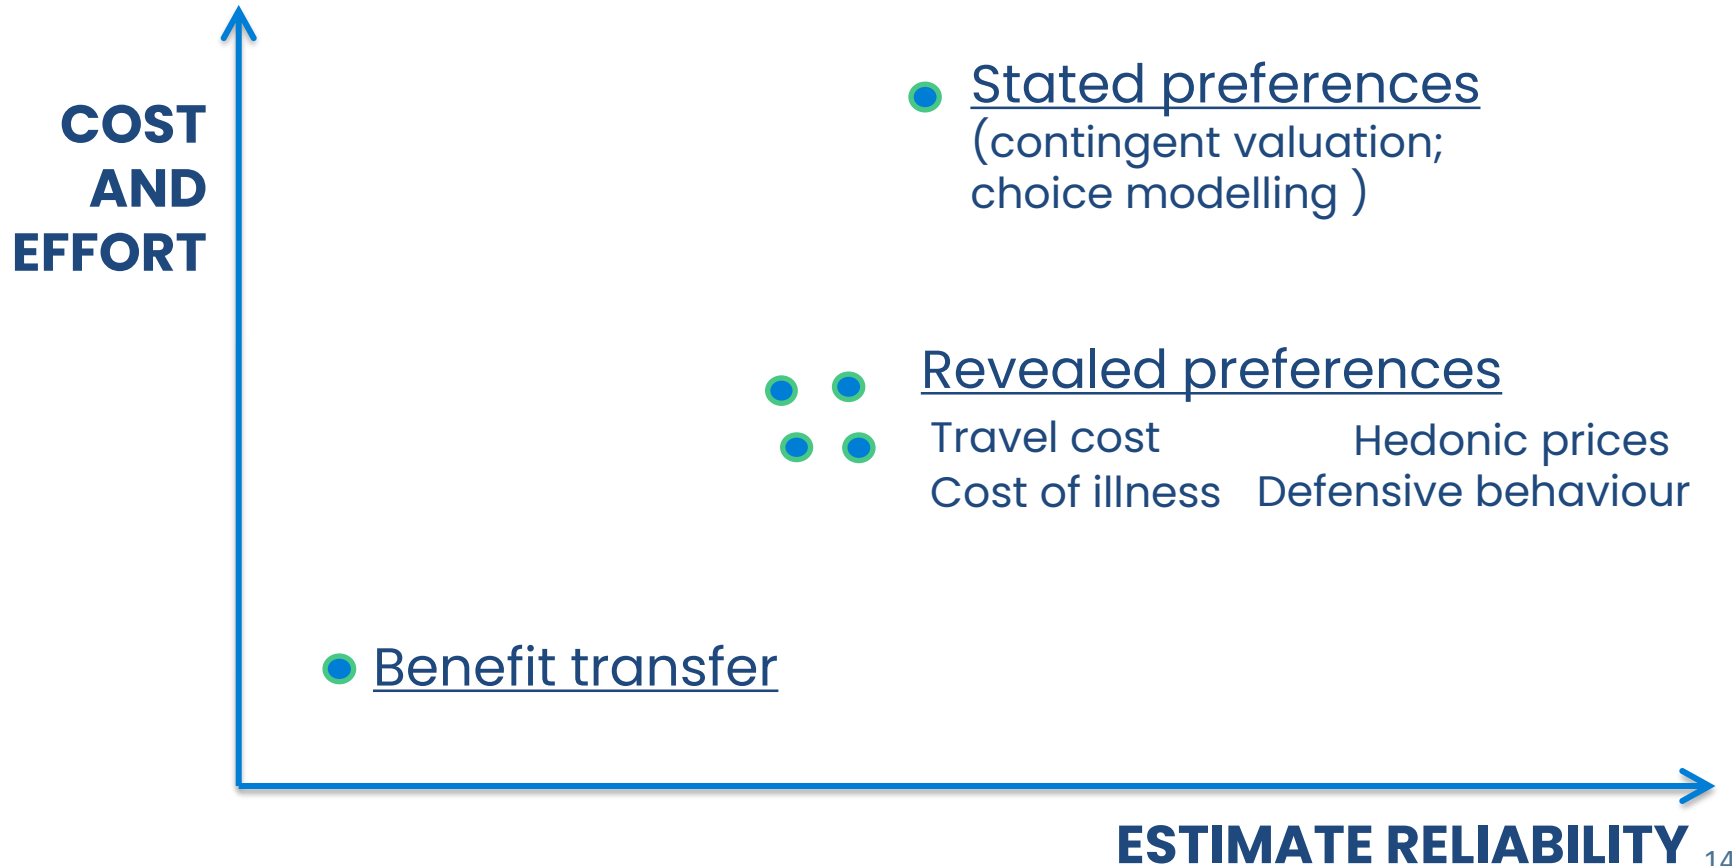 COST
AND
EFFORT
Stated preferences
(contingent valuation;
choice modelling )
Revealed preferences
Travel cost Hedonic prices
Cost of illness Defensive behaviour
Benefit transfer
ESTIMATE RELIABILITY
14